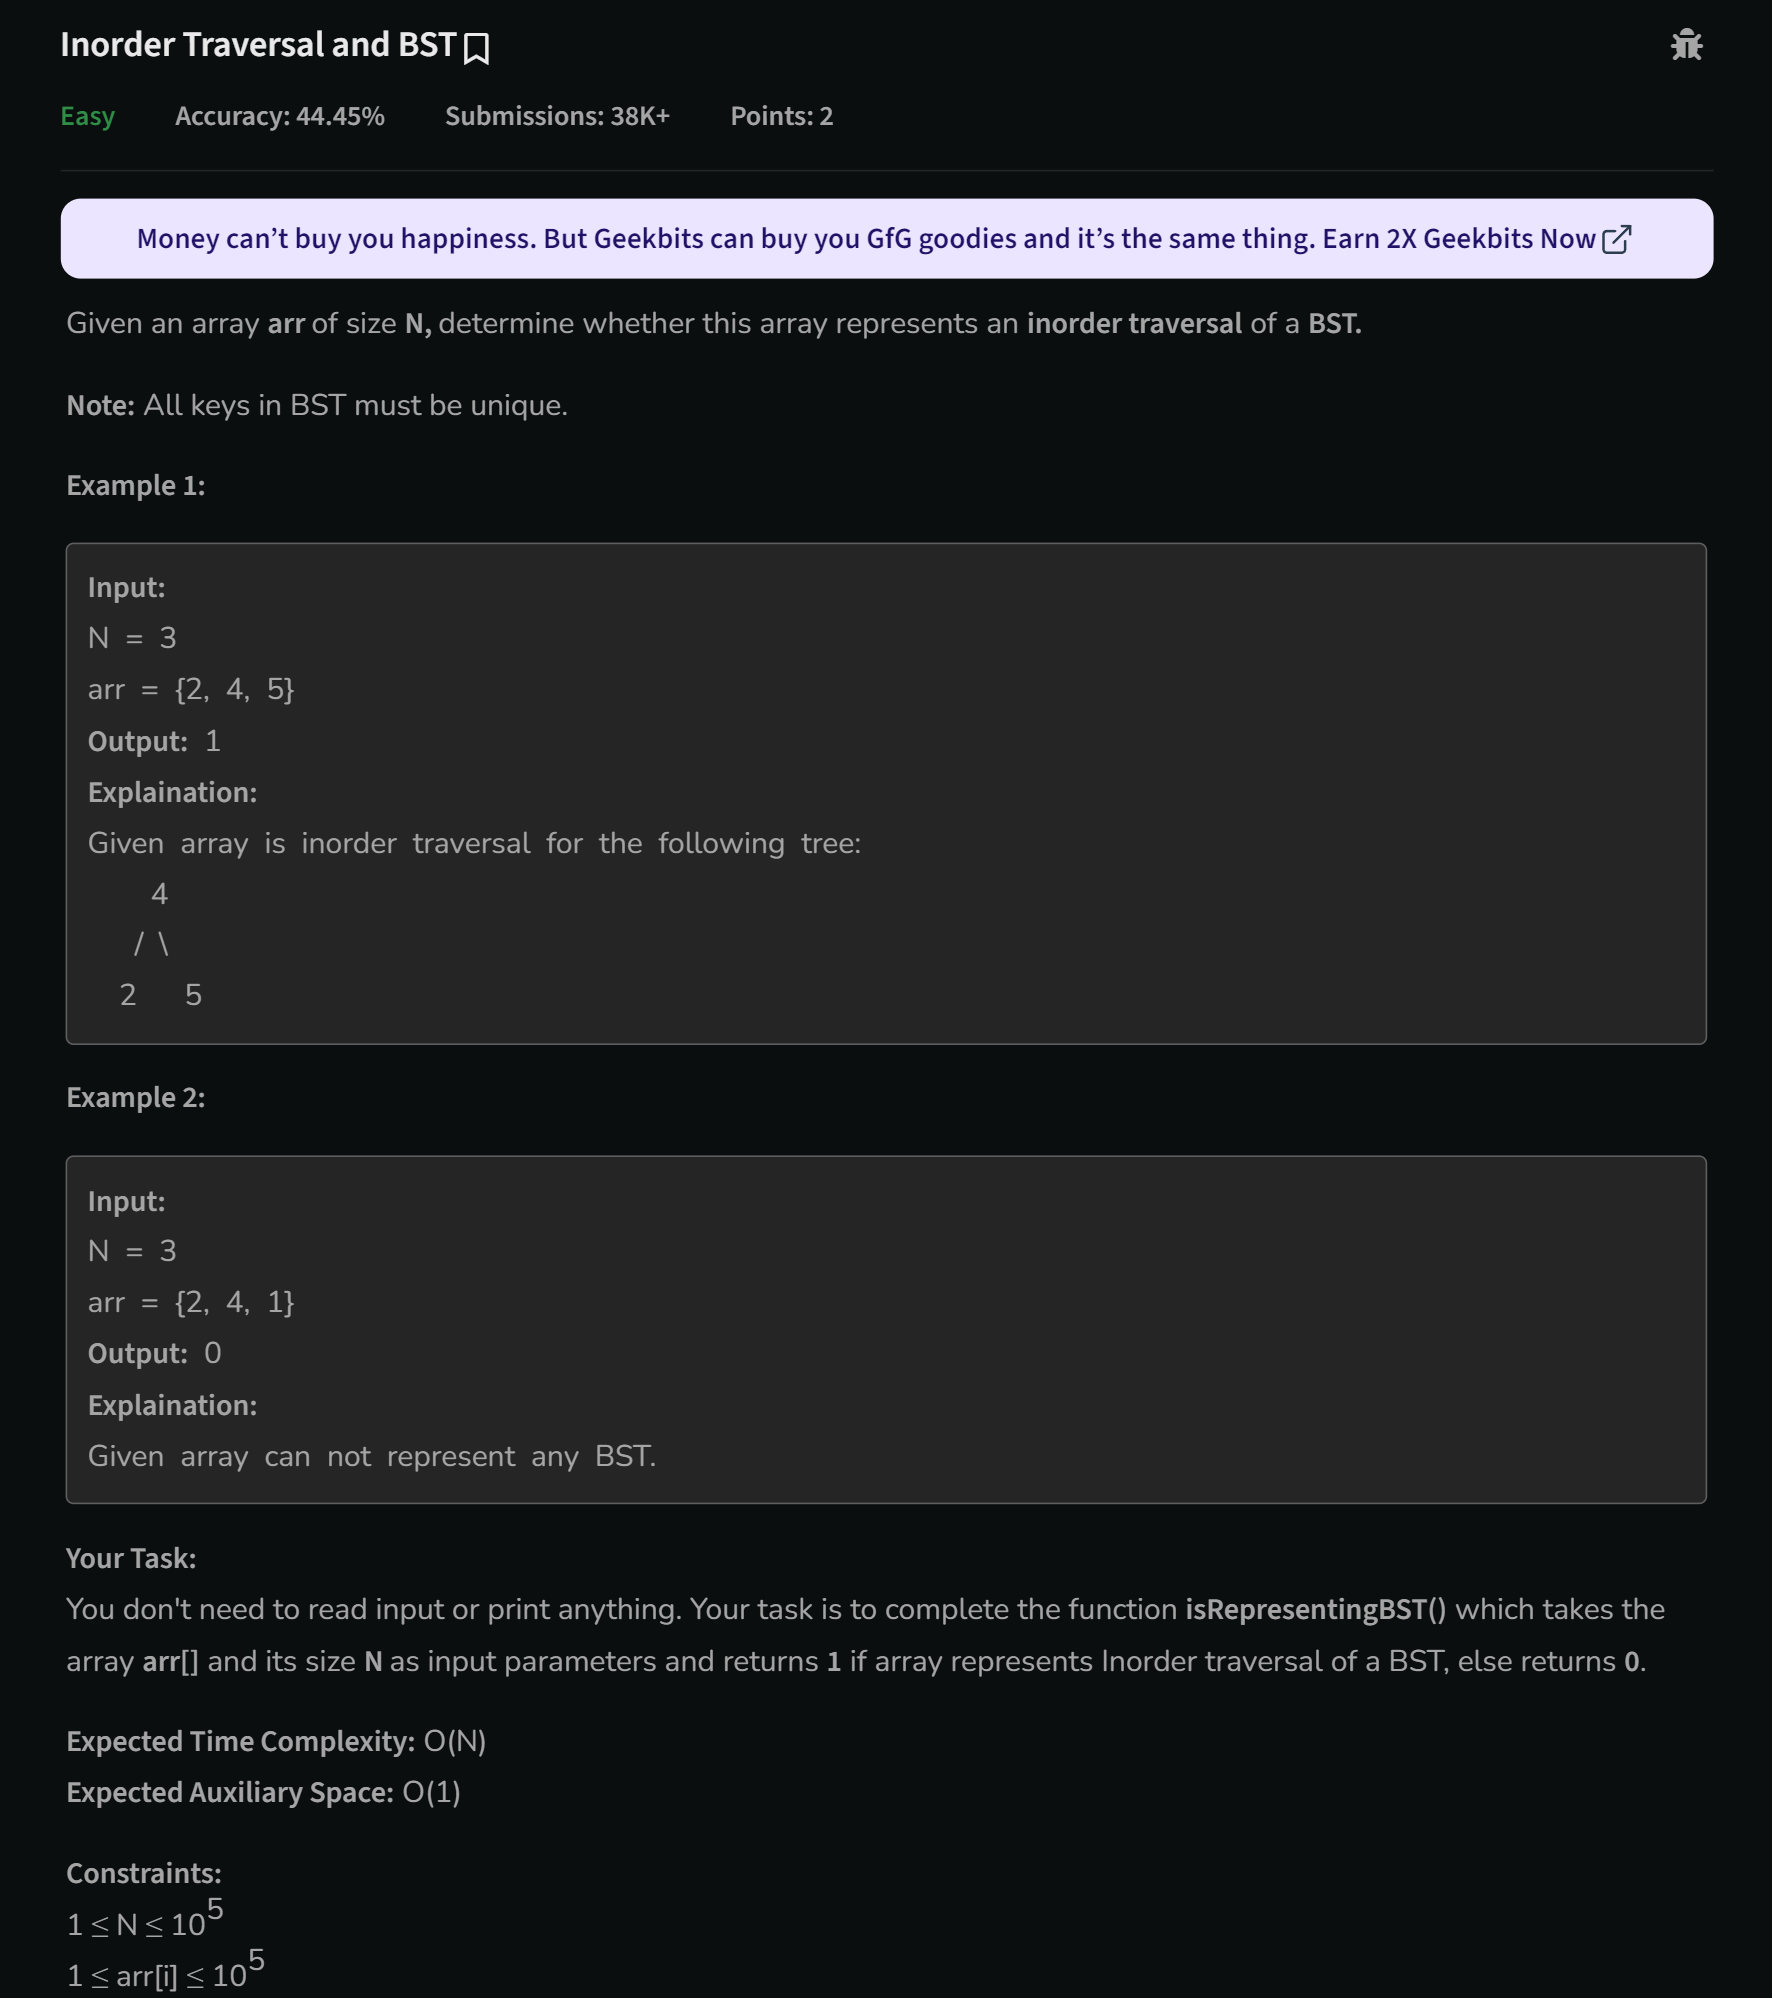 Inorder Traversal and BST
Easy Accuracy: 44.45% Submissions: 38K+ Points: 2
Money can’t buy you happiness. But Geekbits can buy you GfG goodies and it’s the same thing. Earn 2X Geekbits Now
Given an array arr of size N, determine whether this array represents an inorder traversal of a BST.
Note: All keys in BST must be unique.
Example 1:
Input:
N = 3
arr = {2, 4, 5}
Output: 1
Explaination:
Given array is inorder traversal for the following tree:
4
/ \
2 5
Example 2:
Input:
N = 3
arr = {2, 4, 1}
Output: 0
Explaination:
Given array can not represent any BST.
Your Task:
You don't need to read input or print anything. Your task is to complete the function isRepresentingBST() which takes the
array arr[] and its size N as input parameters and returns 1 if array represents Inorder traversal of a BST, else returns 0.
Expected Time Complexity: O(N)
Expected Auxiliary Space: O(1)
Constraints:
1 ≤ N ≤ 10^5
1 ≤ arr[i] ≤ 10^5